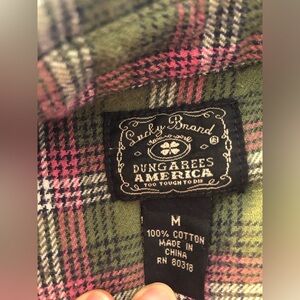 Lucky Brand
®
DUNGAREES
AMERICA
TOO TOUGH TO DIE
M
100% COTTON
MADE IN
CHINA
RN 80318